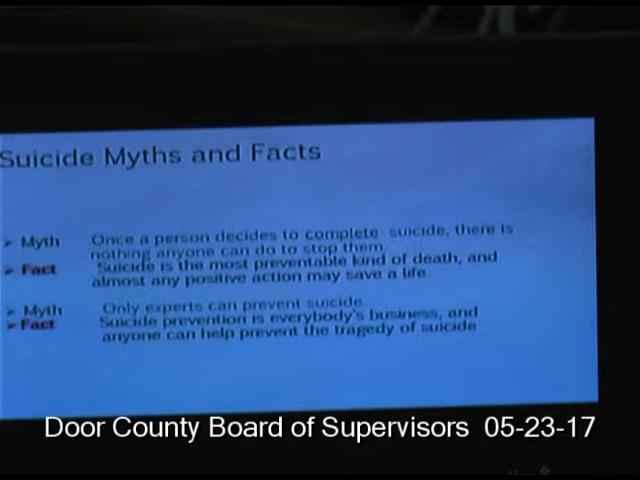 Suicide Myths and Facts
➢ Myth Once a person decides to complete suicide, there is
nothing anyone can do to stop them
➢ Fact Suicide is the most preventable kind of death, and
almost any positive action may save a life
➢ Myth Only experts can prevent suicide
➢ Fact Suicide prevention is everybody's business, and
anyone can help prevent the tragedy of suicide
Door County Board of Supervisors 05-23-17